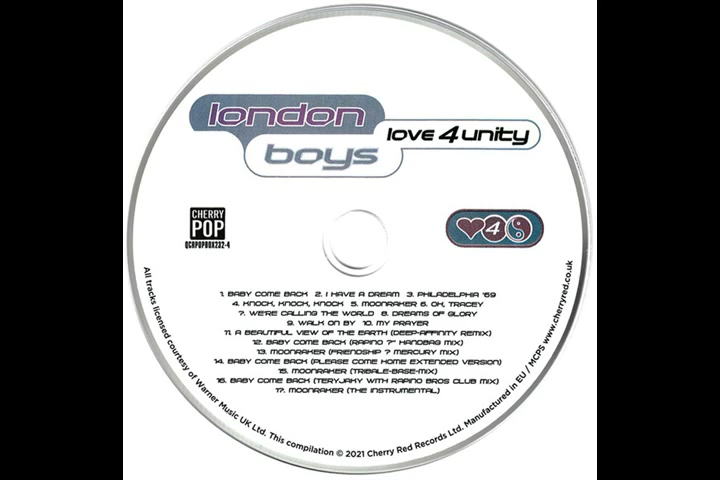 london
boys
love 4 unity
CHERRY
POP
QCRPOPBOX232-4
4
1. BABY COME BACK 2. I HAVE A DREAM 3. PHILADELPHIA '69
4. KNOCK, KNOCK, KNOCK 5. MOONRAKER 6. OH, TRACEY
7. WE'RE CALLING THE WORLD 8. DREAMS OF GLORY
9. WALK ON BY 10. MY PRAYER
11. A BEAUTIFUL VIEW OF THE EARTH (DEEP-AFFINITY REMIX)
12. BABY COME BACK (RAPINO 7" HANDBAG MIX)
13. MOONRAKER (FRIENDSHIP 7 MERCURY MIX)
14. BABY COME BACK (PLEASE COME HOME EXTENDED VERSION)
15. MOONRAKER (TRIBALE-BASE-MIX)
16. BABY COME BACK (TERYJAKY WITH RAPINO BROS CLUB MIX)
17. MOONRAKER (THE INSTRUMENTAL)
All tracks licensed courtesy of Warner Music UK Ltd. This compilation © 2021 Cherry Red Records Ltd. Manufactured in EU / MCPS www.cherryred.co.uk